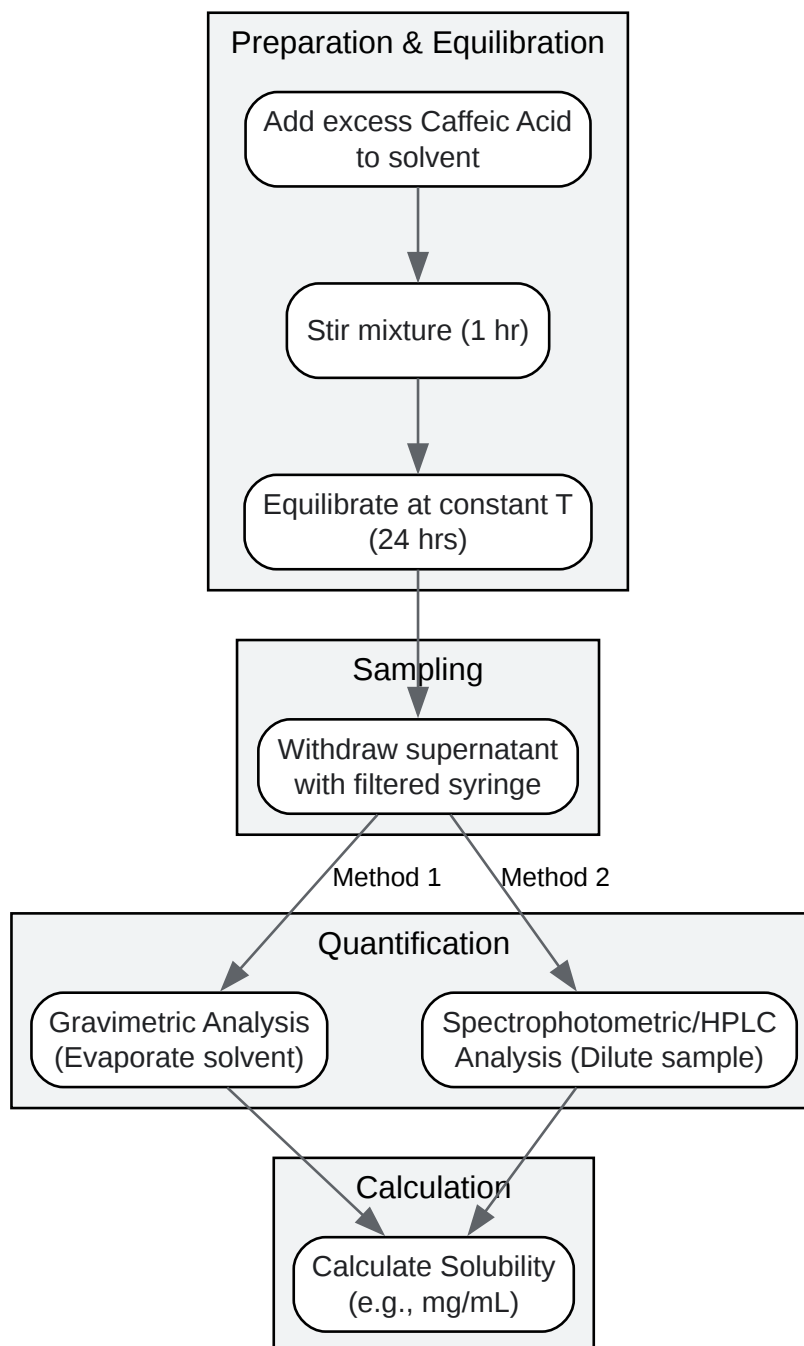 Preparation & Equilibration
Add excess Caffeic Acid
to solvent
Stir mixture (1 hr)
Equilibrate at constant T
(24 hrs)
Sampling
Withdraw supernatant
with filtered syringe
Method 1
Method 2
Quantification
Gravimetric Analysis
(Evaporate solvent)
Spectrophotometric/HPLC
Analysis (Dilute sample)
Calculation
Calculate Solubility
(e.g., mg/mL)